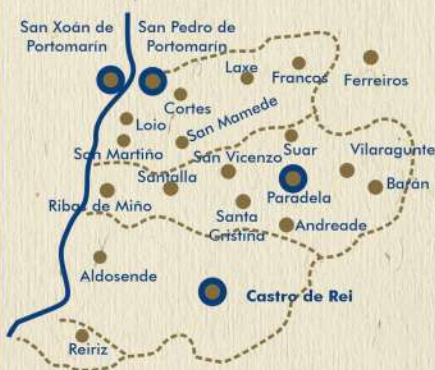 San Xoán de
Portomarín
San Pedro de
Portomarín
Laxe
Francos
Ferreiros
Cortes
Loio
San Mamede
San Martiño
San Vicenzo
Suar
Vilaragunte
Santalla
Ribas de Miño
Paradela
Barán
Santa
Cristina
Andreade
Aldosende
Castro de Rei
Reiriz